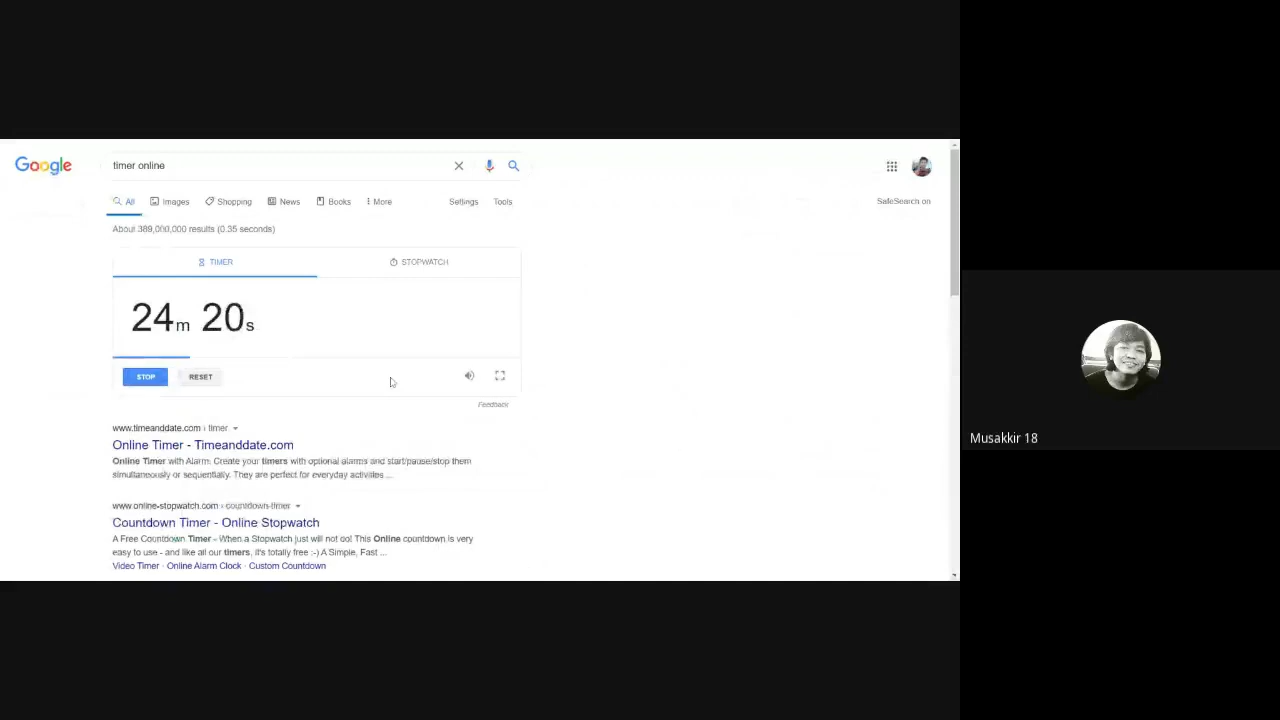 Google
timer online
All Images Shopping News Books More Settings Tools
SafeSearch on
About 389,000,000 results (0.35 seconds)
TIMER STOPWATCH
24m 20s
STOP RESET
Feedback
www.timeanddate.com › timer
Online Timer - Timeanddate.com
Online Timer with Alarm. Create your timers with optional alarms and start/pause/stop them
simultaneously or sequentially. They are perfect for everyday activities ...
www.online-stopwatch.com › countdown-timer
Countdown Timer - Online Stopwatch
A Free Countdown Timer - When a Stopwatch just will not do! This Online countdown is very
easy to use - and like all our timers, it's totally free :-) A Simple, Fast ...
Video Timer · Online Alarm Clock · Custom Countdown
Musakkir 18